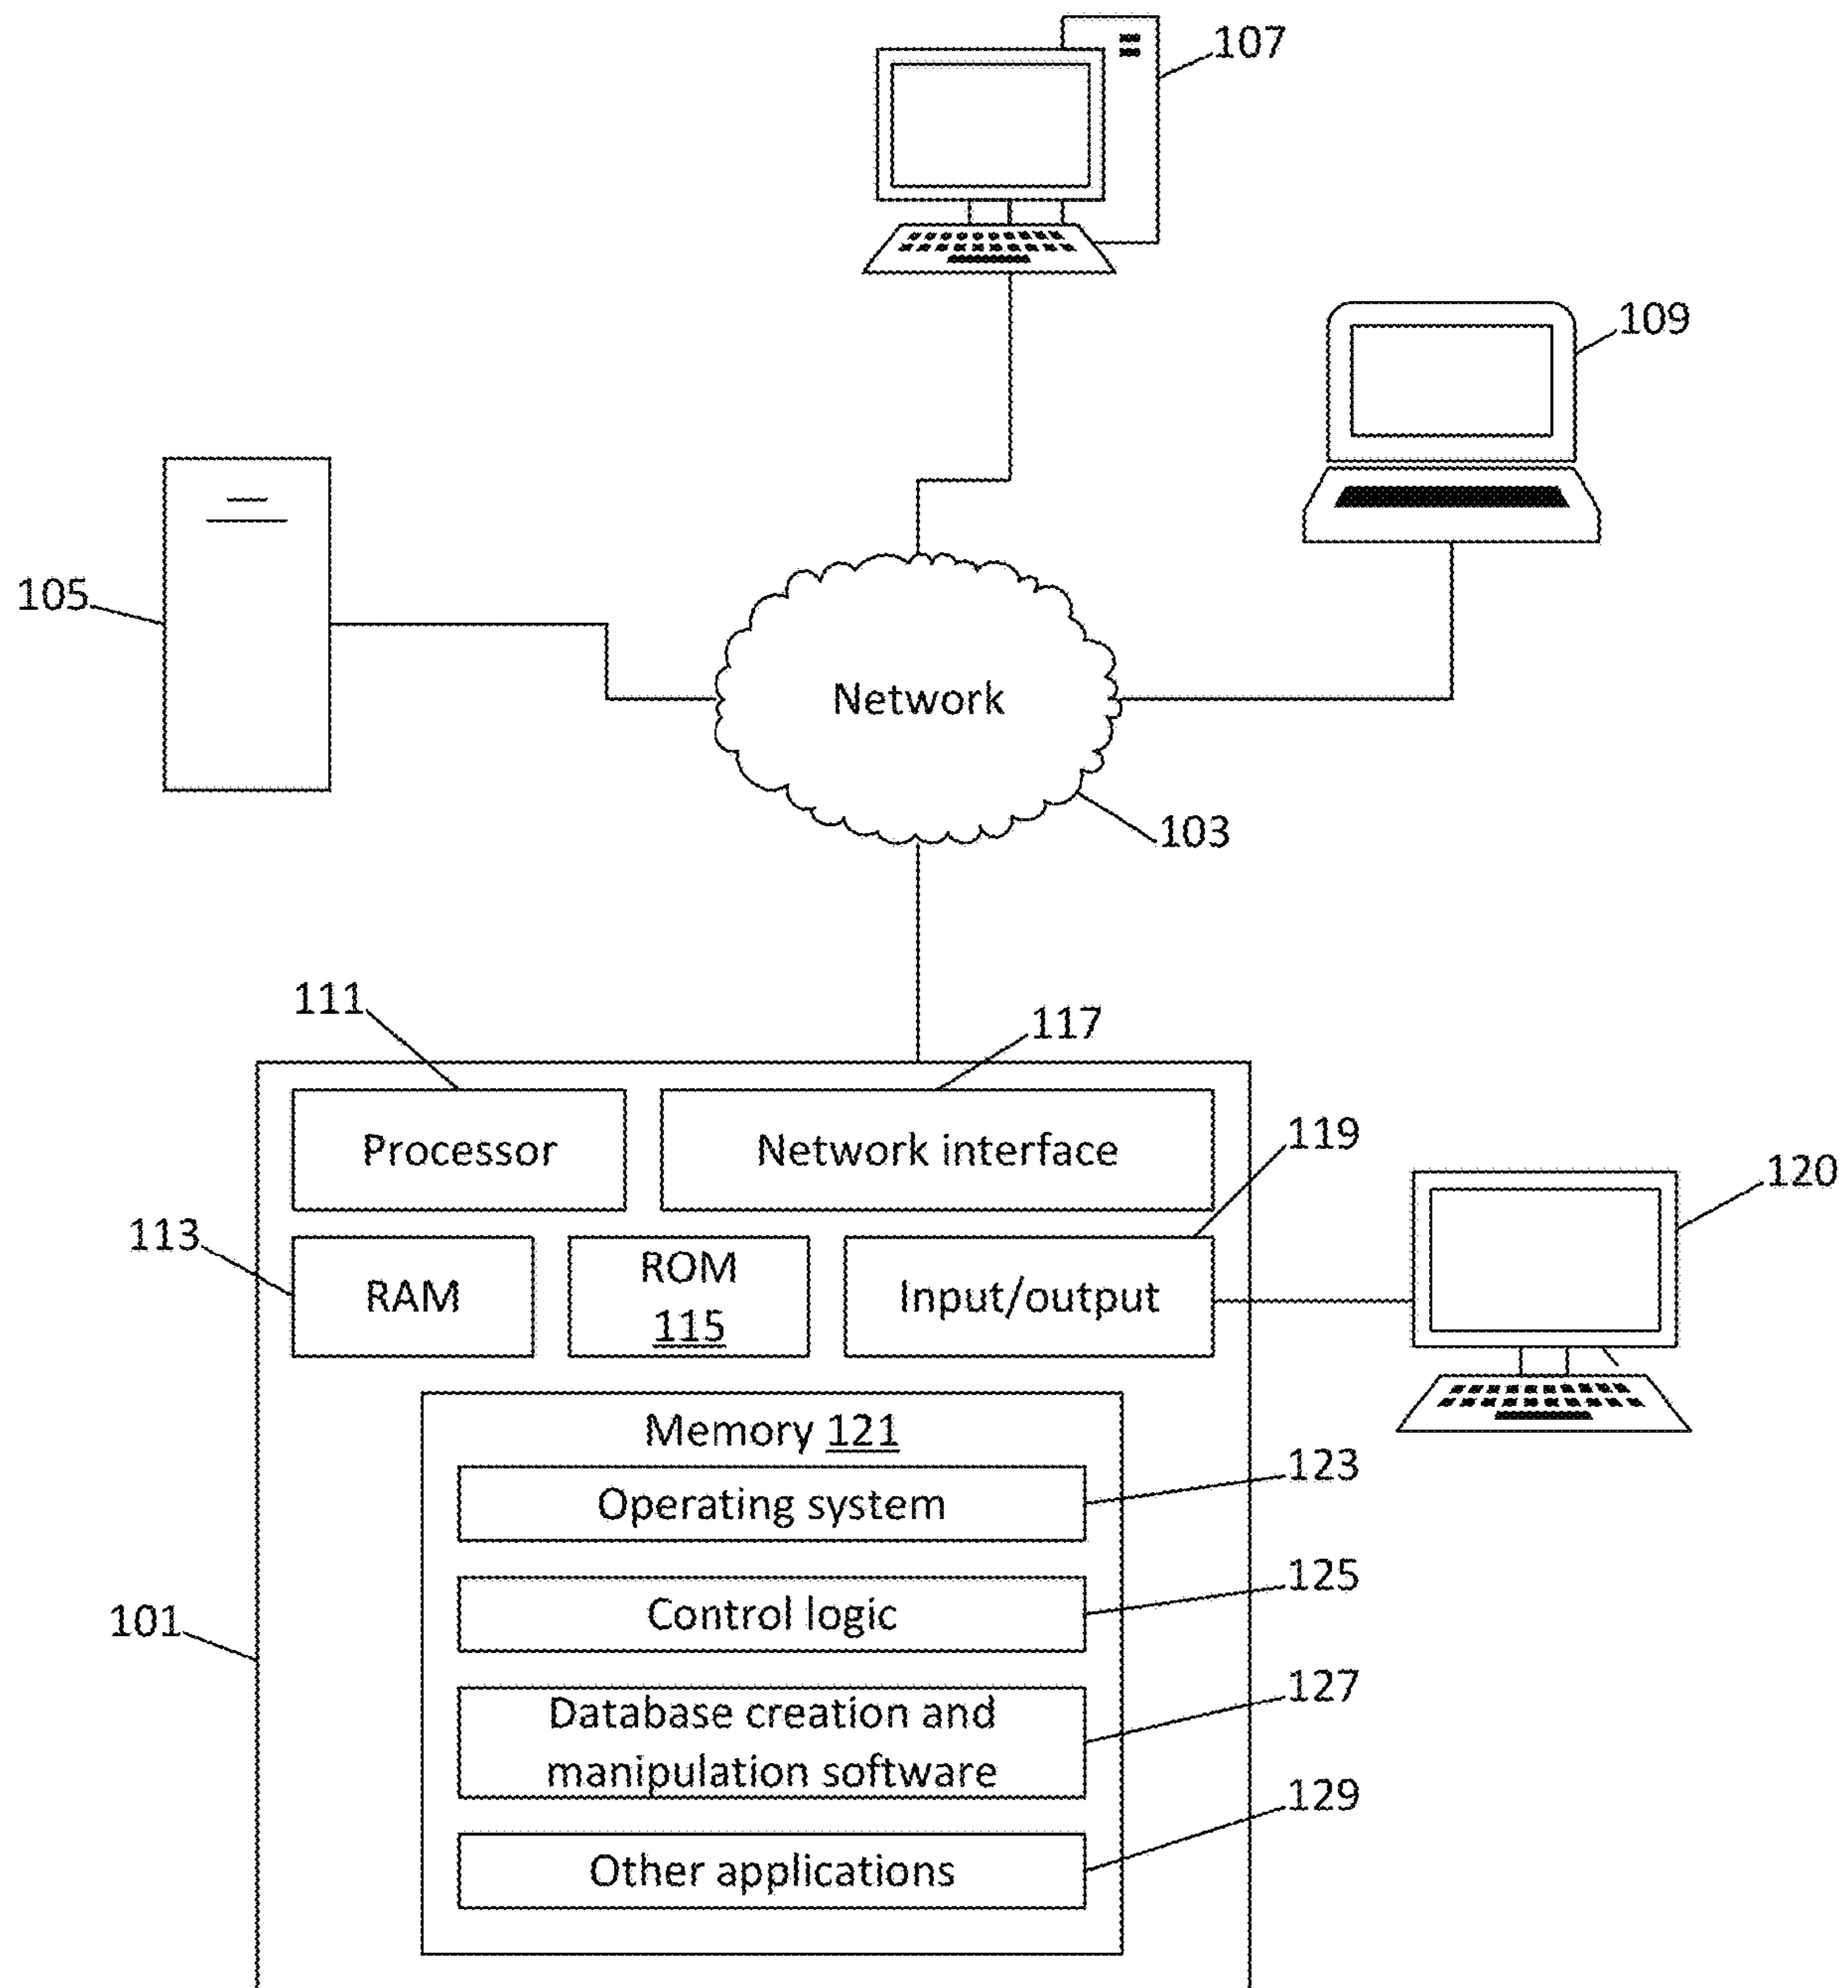 107
109
105
Network
103
111
117
Processor
Network interface
119
120
113
RAM
ROM
115
Input/output
Memory 121
123
Operating system
125
Control logic
101
127
Database creation and
manipulation software
129
Other applications